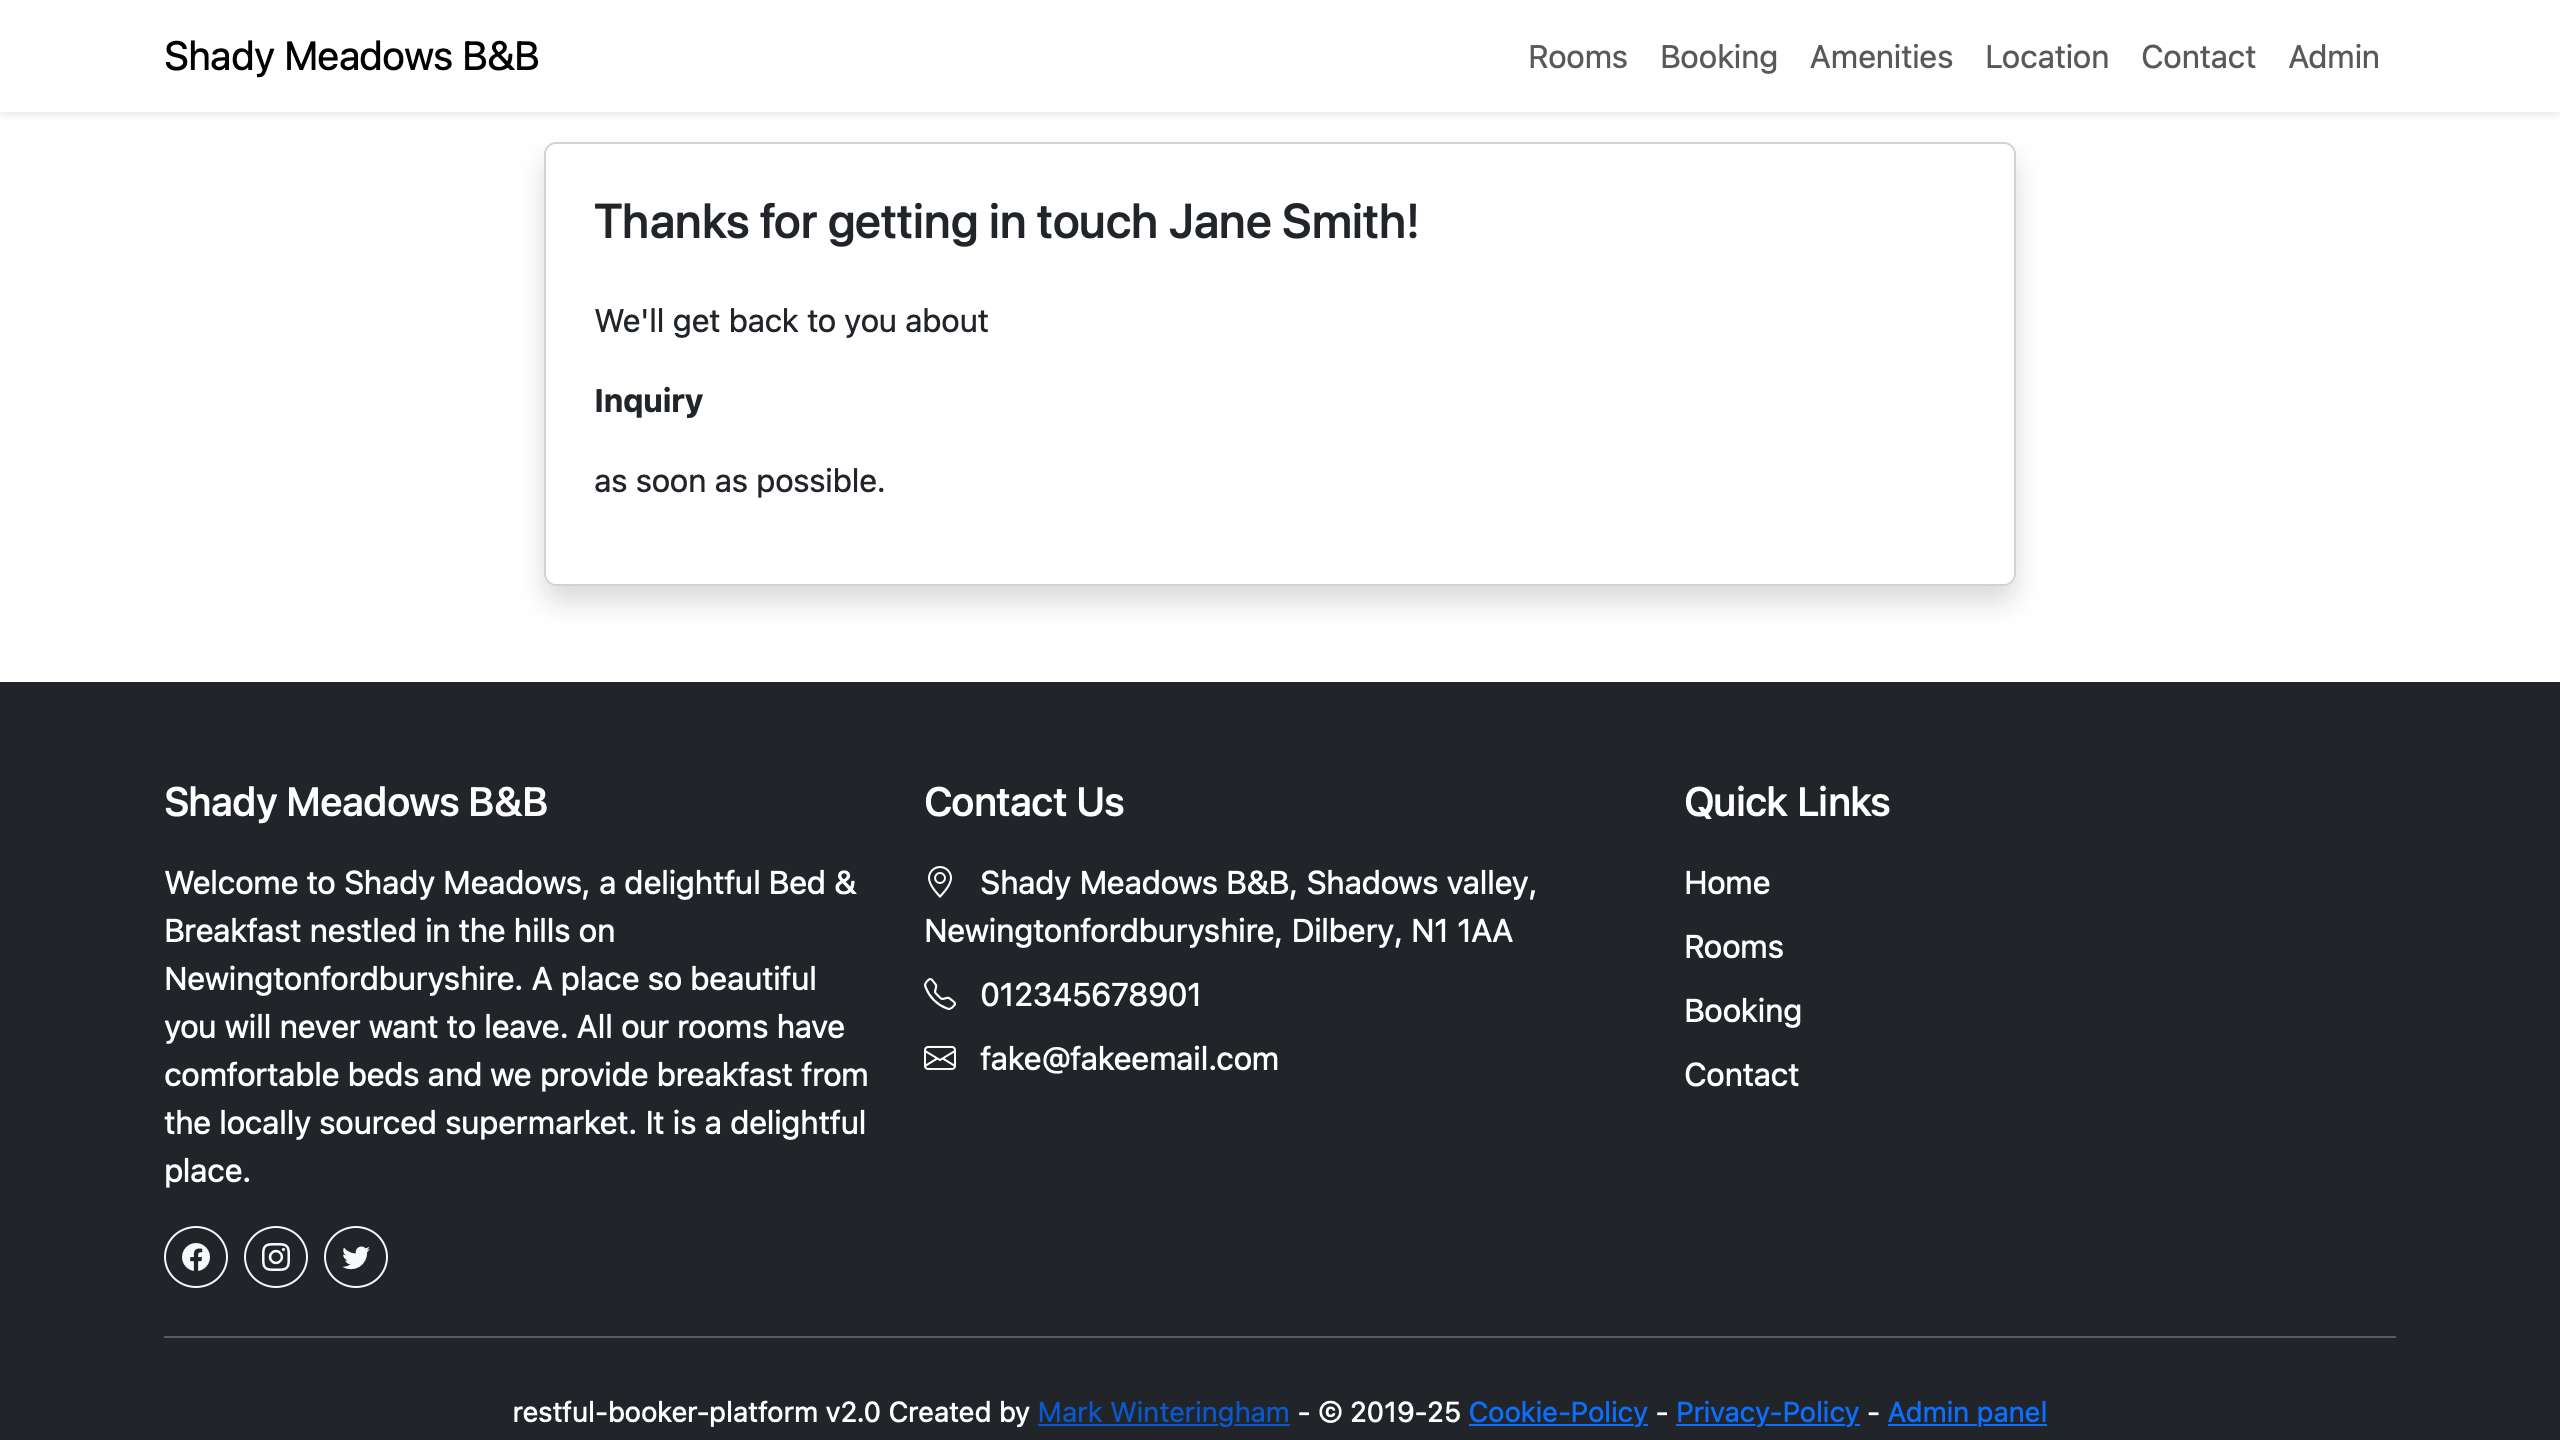 Shady Meadows B&B
Rooms Booking Amenities Location Contact Admin
Thanks for getting in touch Jane Smith!
We'll get back to you about
Inquiry
as soon as possible.
Shady Meadows B&B
Welcome to Shady Meadows, a delightful Bed &
Breakfast nestled in the hills on
Newingtonfordburyshire. A place so beautiful
you will never want to leave. All our rooms have
comfortable beds and we provide breakfast from
the locally sourced supermarket. It is a delightful
place.
Contact Us
Shady Meadows B&B, Shadows valley,
Newingtonfordburyshire, Dilbery, N1 1AA
012345678901
fake@fakeemail.com
Quick Links
Home
Rooms
Booking
Contact
restful-booker-platform v2.0 Created by Mark Winteringham - © 2019-25 Cookie-Policy - Privacy-Policy - Admin panel